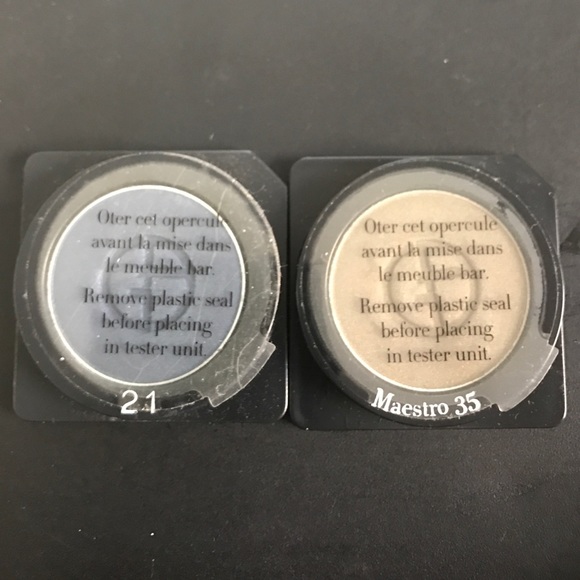 Oter cet opercule
avant la mise dans
le meuble bar.
Remove plastic seal
before placing
in tester unit.
21
Oter cet opercule
avant la mise dans
le meuble bar.
Remove plastic seal
before placing
in tester unit.
Maestro 35